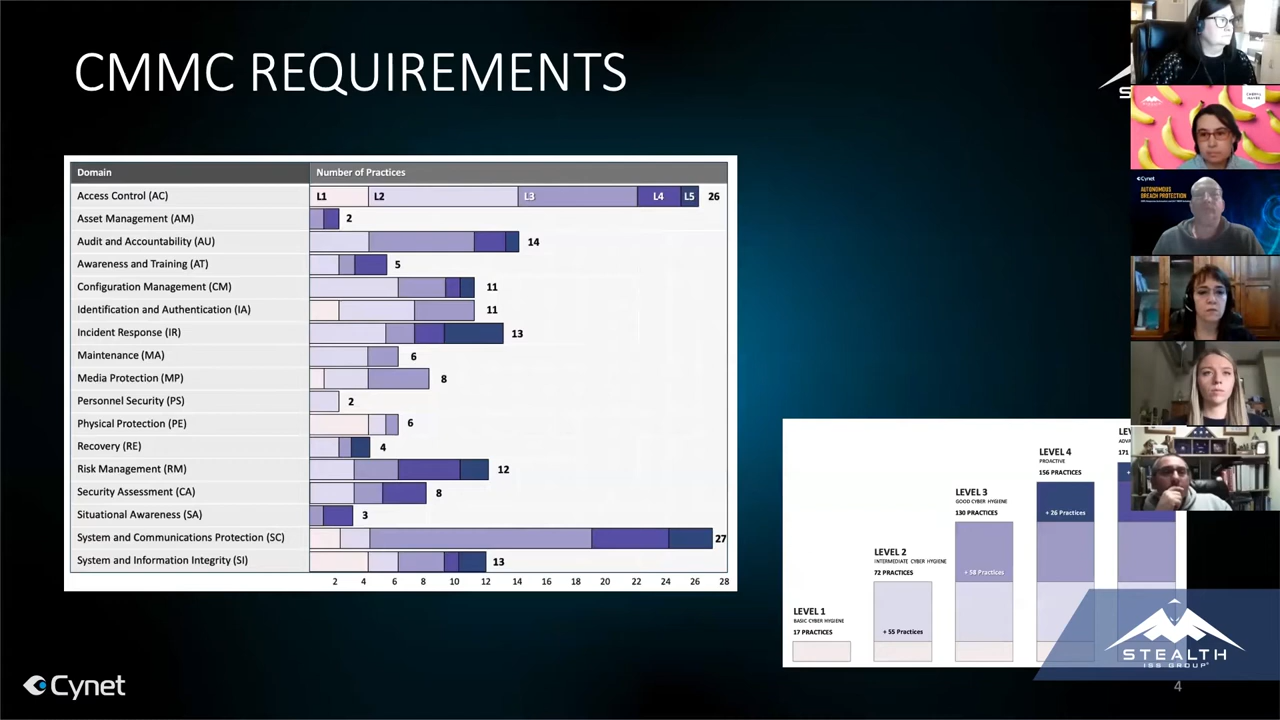 CMMC REQUIREMENTS
Domain Number of Practices
Access Control (AC) L1 L2 L3 L4 L5 26
Asset Management (AM) 2
Audit and Accountability (AU) 14
Awareness and Training (AT) 5
Configuration Management (CM) 11
Identification and Authentication (IA) 11
Incident Response (IR) 13
Maintenance (MA) 6
Media Protection (MP) 8
Personnel Security (PS) 2
Physical Protection (PE) 6
Recovery (RE) 4
Risk Management (RM) 12
Security Assessment (CA) 8
Situational Awareness (SA) 3
System and Communications Protection (SC) 27
System and Information Integrity (SI) 13
2 4 6 8 10 12 14 16 18 20 22 24 26 28
LEVEL 1
BASIC CYBER HYGIENE
17 PRACTICES
LEVEL 2
INTERMEDIATE CYBER HYGIENE
72 PRACTICES
+ 55 Practices
LEVEL 3
GOOD CYBER HYGIENE
130 PRACTICES
+ 58 Practices
LEVEL 4
PROACTIVE
156 PRACTICES
+ 26 Practices
171
Cynet
AUTONOMOUS
BREACH PROTECTION
STEALTH
ISS GROUP
Cynet
4